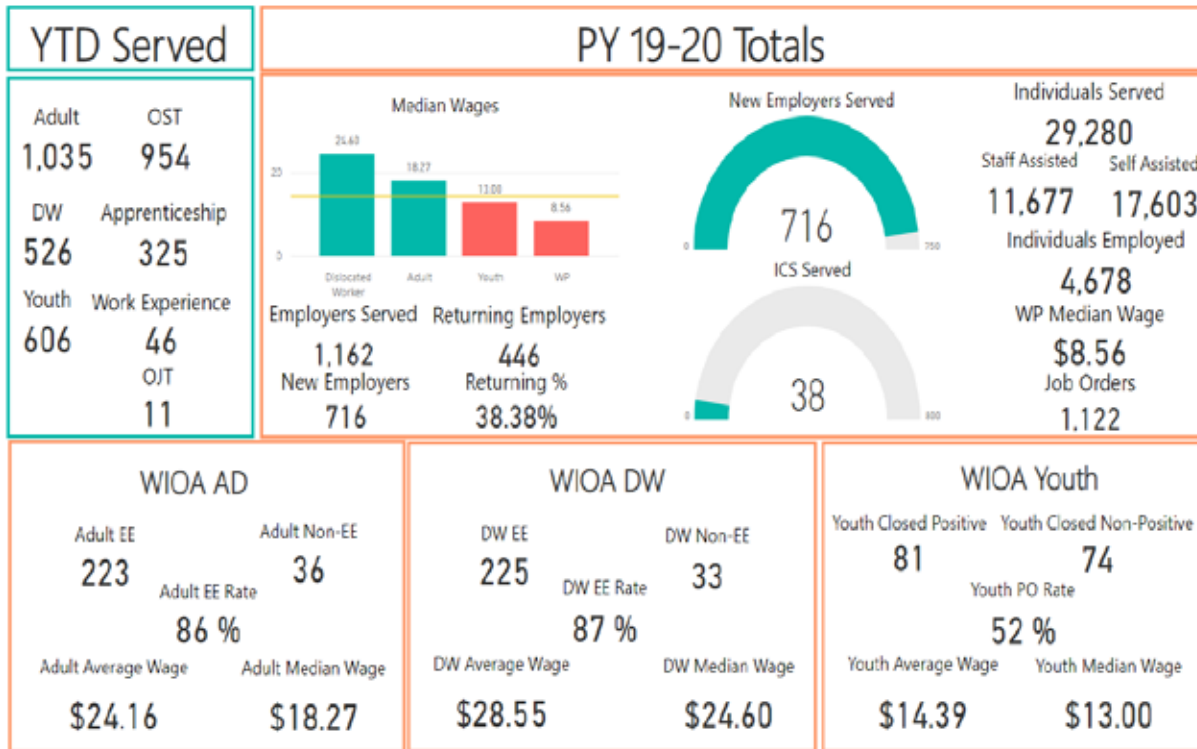 YTD Served
PY 19-20 Totals
Adult OST
1,035 954
DW Apprenticeship
526 325
Youth Work Experience
606 46
OJT
11
Median Wages
24.60
18.27
13.00
8.56
20
0
Dislocated Worker Adult Youth WP
Employers Served Returning Employers
1,162 446
New Employers Returning %
716 38.38%
New Employers Served
716
0 750
ICS Served
38
0 800
Individuals Served
29,280
Staff Assisted Self Assisted
11,677 17,603
Individuals Employed
4,678
WP Median Wage
$8.56
Job Orders
1,122
WIOA AD
Adult EE Adult Non-EE
223 36
Adult EE Rate
86 %
Adult Average Wage Adult Median Wage
$24.16 $18.27
WIOA DW
DW EE DW Non-EE
225 33
DW EE Rate
87 %
DW Average Wage DW Median Wage
$28.55 $24.60
WIOA Youth
Youth Closed Positive Youth Closed Non-Positive
81 74
Youth PO Rate
52 %
Youth Average Wage Youth Median Wage
$14.39 $13.00